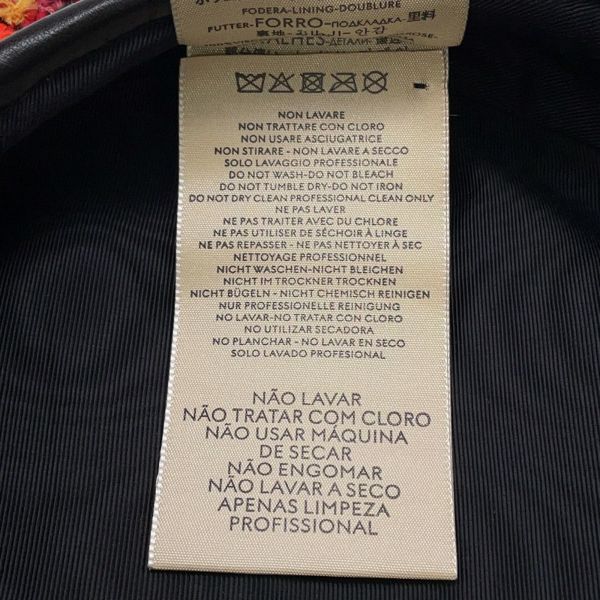 FODERA-LINING-DOUBLURE
FUTTER-FORRO-ПОДКЛАДКА-里料
NON LAVARE
NON TRATTARE CON CLORO
NON USARE ASCIUGATRICE
NON STIRARE - NON LAVARE A SECCO
SOLO LAVAGGIO PROFESSIONALE
DO NOT WASH-DO NOT BLEACH
DO NOT TUMBLE DRY-DO NOT IRON
DO NOT DRY CLEAN PROFESSIONAL CLEAN ONLY
NE PAS LAVER
NE PAS TRAITER AVEC DU CHLORE
NE PAS UTILISER DE SÉCHOIR À LINGE
NE PAS REPASSER - NE PAS NETTOYER À SEC
NETTOYAGE PROFESSIONNEL
NICHT WASCHEN-NICHT BLEICHEN
NICHT IM TROCKNER TROCKNEN
NICHT BÜGELN - NICHT CHEMISCH REINIGEN
NUR PROFESSIONELLE REINIGUNG
NO LAVAR-NO TRATAR CON CLORO
NO UTILIZAR SECADORA
NO PLANCHAR - NO LAVAR EN SECO
SOLO LAVADO PROFESIONAL
NÃO LAVAR
NÃO TRATAR COM CLORO
NÃO USAR MÁQUINA
DE SECAR
NÃO ENGOMAR
NÃO LAVAR A SECO
APENAS LIMPEZA
PROFISSIONAL